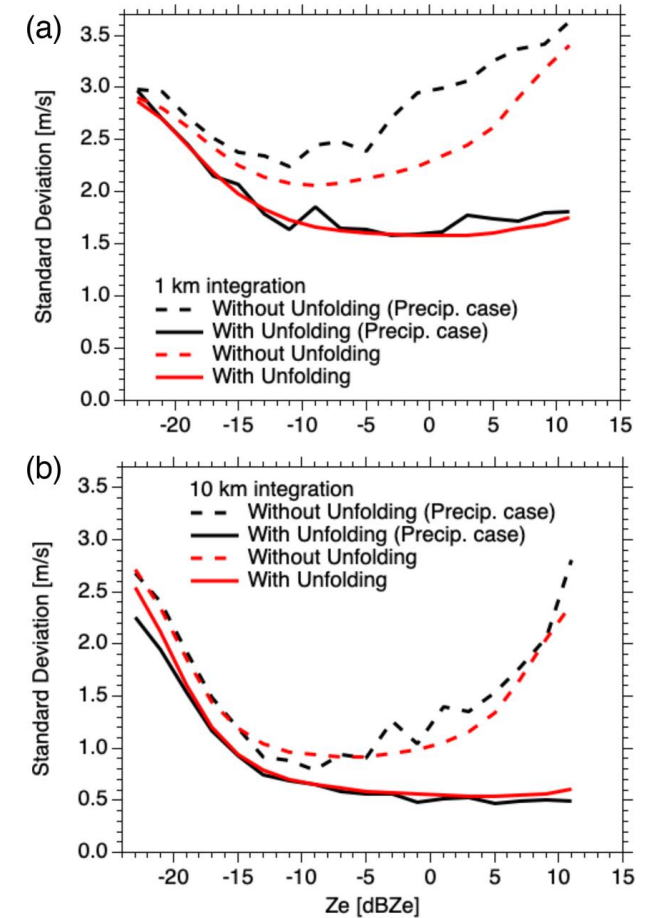 (a)
3.5
3.0
2.5
2.0
1.5
1.0
0.5
0.0
Standard Deviation [m/s]
1 km integration
Without Unfolding (Precip. case)
With Unfolding (Precip. case)
Without Unfolding
With Unfolding
-20 -15 -10 -5 0 5 10 15
(b)
3.5
3.0
2.5
2.0
1.5
1.0
0.5
0.0
Standard Deviation [m/s]
10 km integration
Without Unfolding (Precip. case)
With Unfolding (Precip. case)
Without Unfolding
With Unfolding
-20 -15 -10 -5 0 5 10 15
Ze [dBZe]